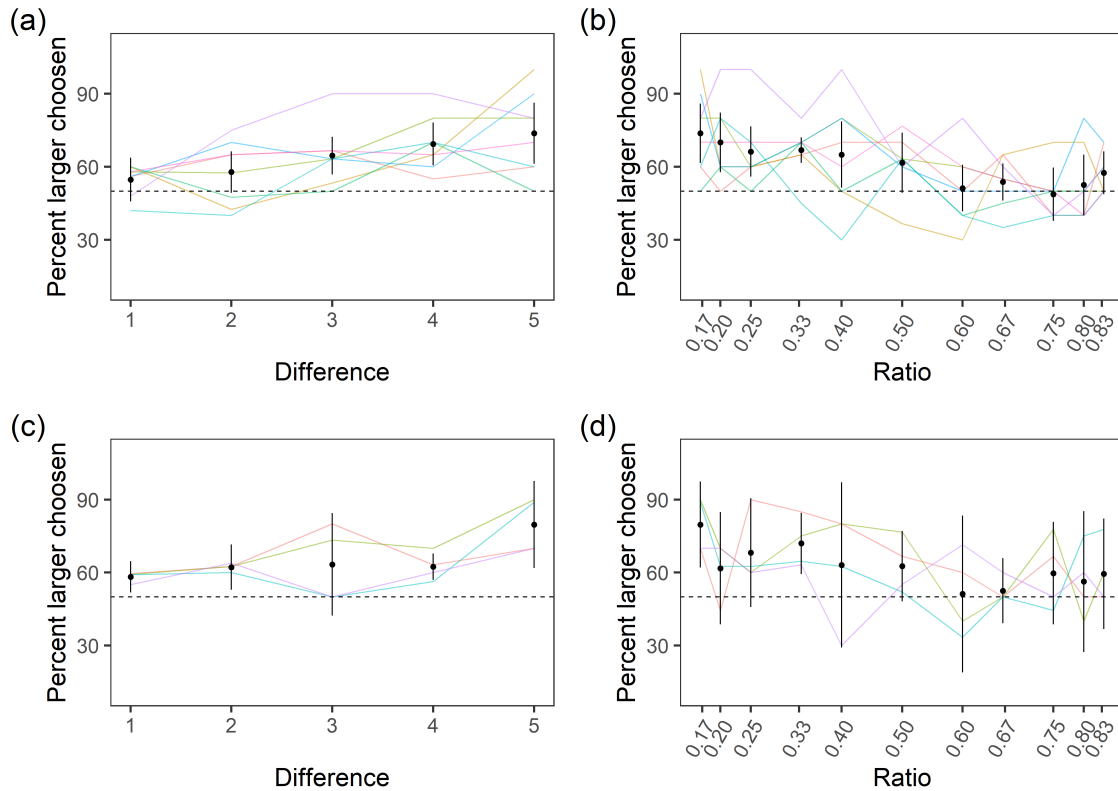 (a)
Percent larger choosen
90
60
30
1 2 3 4 5
Difference
(b)
Percent larger choosen
90
60
30
0.17 0.20 0.25 0.33 0.40 0.50 0.60 0.67 0.75 0.80 0.83
Ratio
(c)
Percent larger choosen
90
60
30
1 2 3 4 5
Difference
(d)
Percent larger choosen
90
60
30
0.17 0.20 0.25 0.33 0.40 0.50 0.60 0.67 0.75 0.80 0.83
Ratio